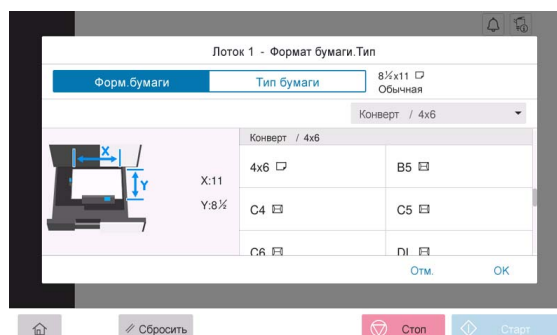 Лоток 1 - Формат бумаги.Тип
Форм.бумаги
Тип бумаги
8½x11
Обычная
Конверт / 4x6
Конверт / 4x6
4x6
B5
X
Y
X:11
Y:8½
C4
C5
C6
DL
Отм.
OK
Сбросить
Стоп
Старт